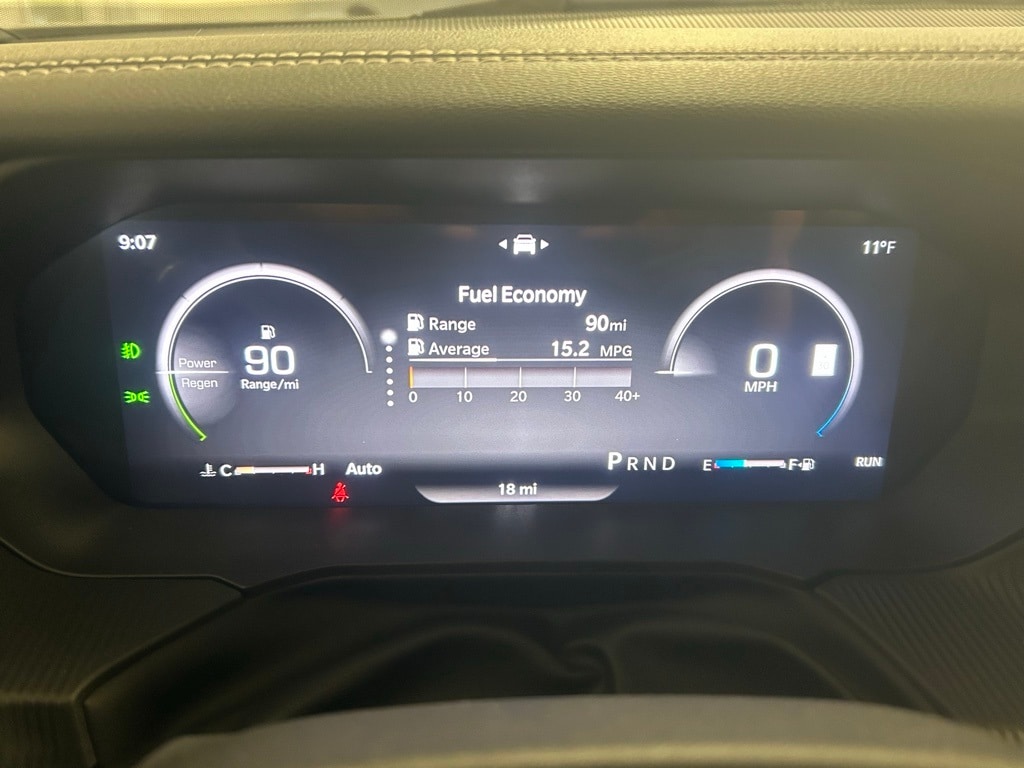 9:07
11°F
Fuel Economy
Range 90mi
Average 15.2 MPG
0 10 20 30 40+
Power
Regen
90
Range/mi
0
MPH
C H Auto
P R N D
E F
RUN
18 mi